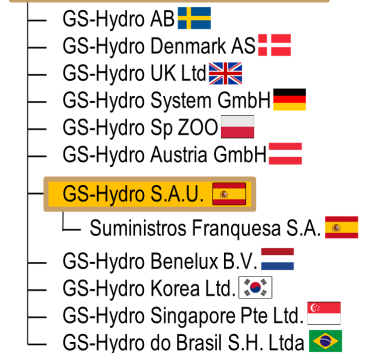 GS-Hydro AB
GS-Hydro Denmark AS
GS-Hydro UK Ltd
GS-Hydro System GmbH
GS-Hydro Sp ZOO
GS-Hydro Austria GmbH
GS-Hydro S.A.U.
Suministros Franquesa S.A.
GS-Hydro Benelux B.V.
GS-Hydro Korea Ltd.
GS-Hydro Singapore Pte Ltd.
GS-Hydro do Brasil S.H. Ltda